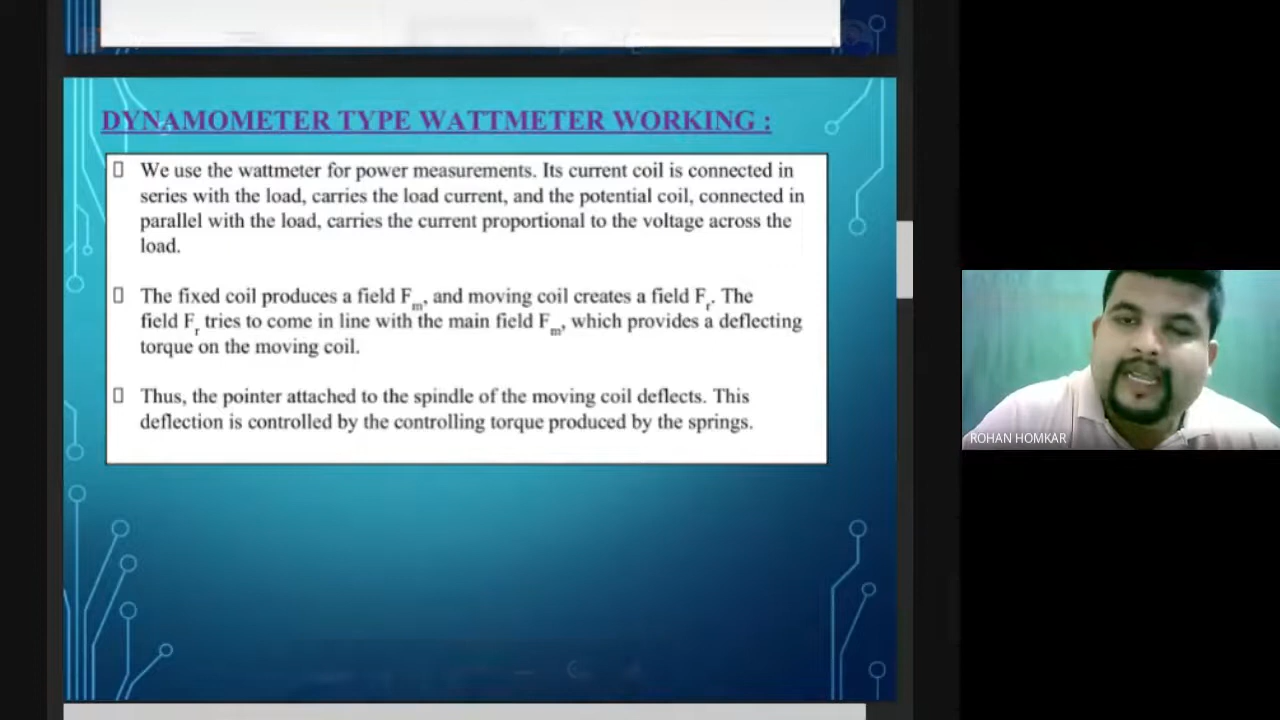 DYNAMOMETER TYPE WATTMETER WORKING :
We use the wattmeter for power measurements. Its current coil is connected in
series with the load, carries the load current, and the potential coil, connected in
parallel with the load, carries the current proportional to the voltage across the
load.
The fixed coil produces a field Fm, and moving coil creates a field Fr. The
field Fr tries to come in line with the main field Fm, which provides a deflecting
torque on the moving coil.
Thus, the pointer attached to the spindle of the moving coil deflects. This
deflection is controlled by the controlling torque produced by the springs.
ROHAN HOMKAR